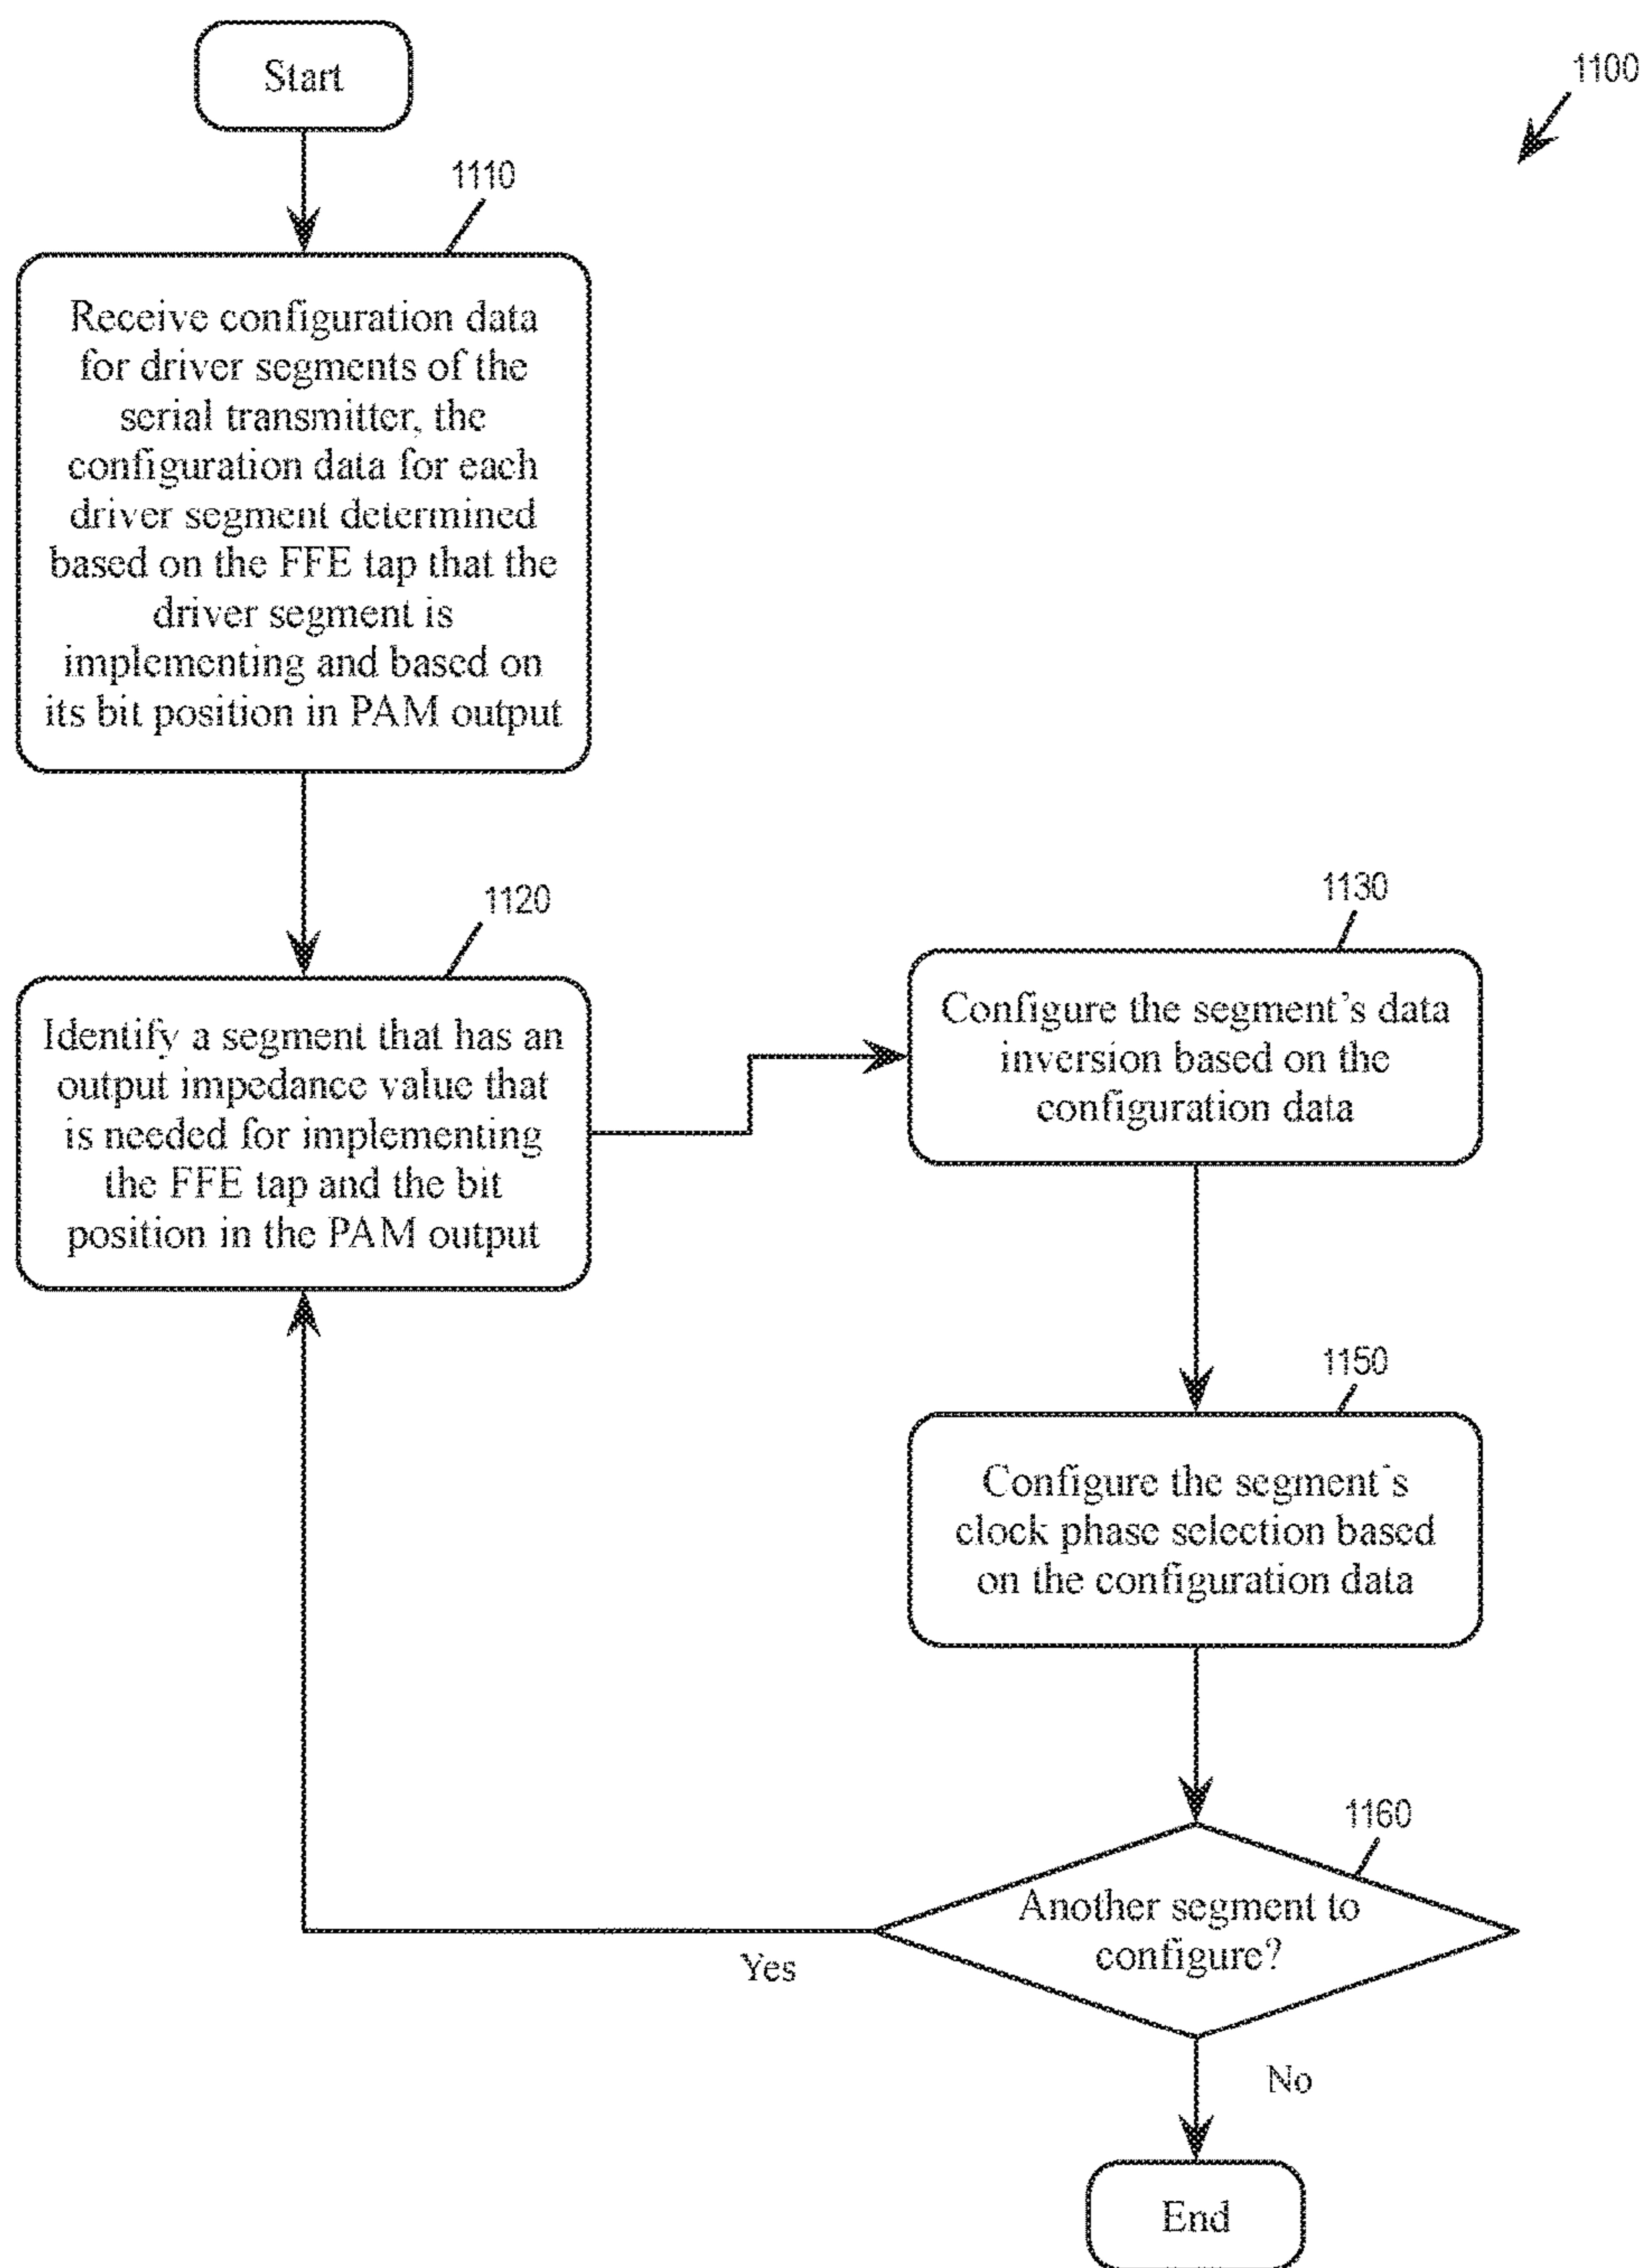 Start
1100
1110
Receive configuration data
for driver segments of the
serial transmitter, the
configuration data for each
driver segment determined
based on the FFE tap that the
driver segment is
implementing and based on
its bit position in PAM output
1120
Identify a segment that has an
output impedance value that
is needed for implementing
the FFE tap and the bit
position in the PAM output
1130
Configure the segment's data
inversion based on the
configuration data
1150
Configure the segment's
clock phase selection based
on the configuration data
1160
Another segment to
configure?
Yes
No
End